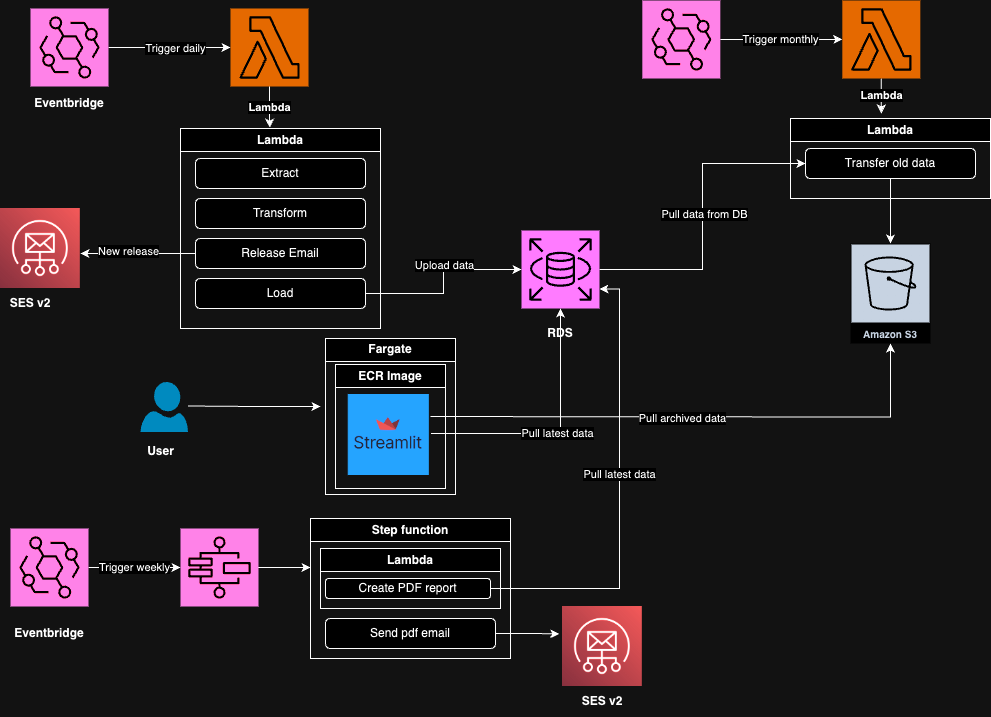 Trigger daily
Trigger monthly
Eventbridge
Lambda
Lambda
Lambda
Extract
Transform
Release Email
Load
Lambda
Transfer old data
New release
SES v2
Upload data
Pull data from DB
RDS
Amazon S3
Fargate
ECR Image
Streamlit
User
Pull archived data
Pull latest data
Pull latest data
Trigger weekly
Eventbridge
Step function
Lambda
Create PDF report
Send pdf email
SES v2